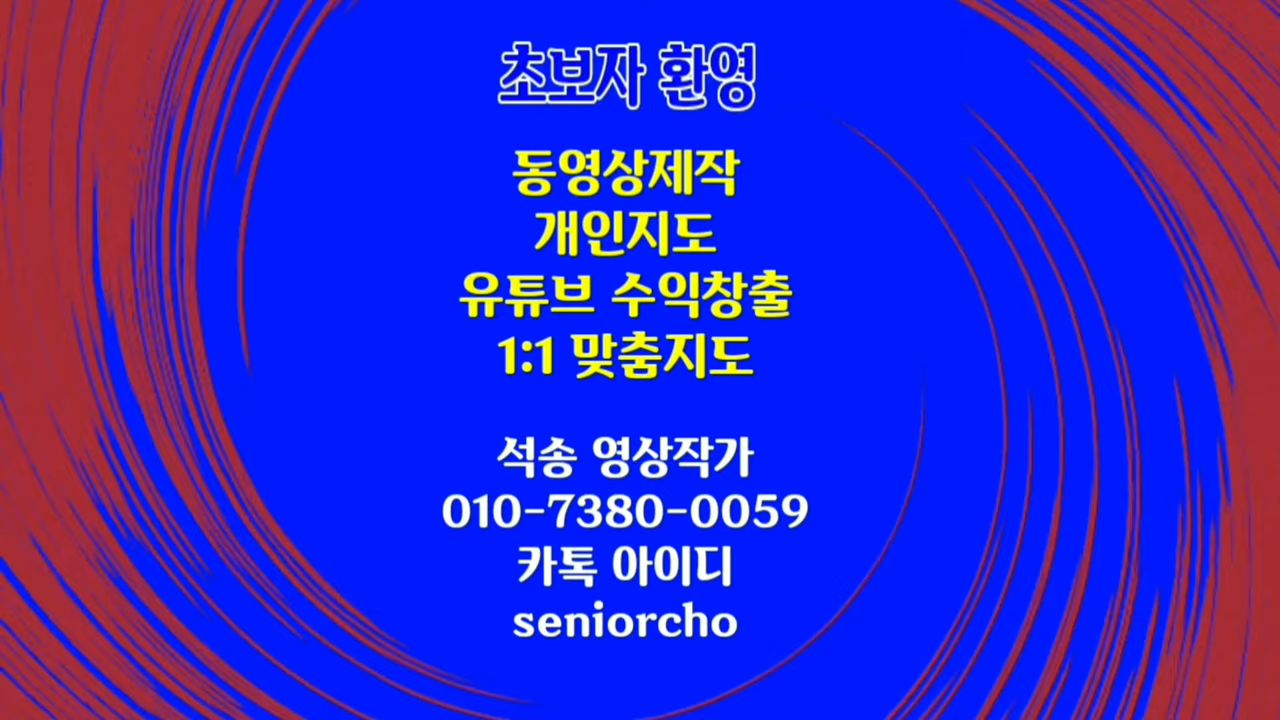 초보자 환영
동영상제작
개인지도
유튜브 수익창출
1:1 맞춤지도
석송 영상작가
010-7380-0059
카톡 아이디
seniorcho